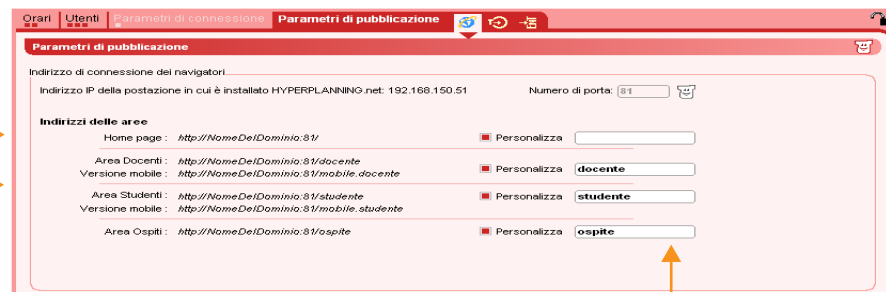 Orari Utenti Parametri di connessione Parametri di pubblicazione
Parametri di pubblicazione
Indirizzo di connessione dei navigatori
Indirizzo IP della postazione in cui è installato HYPERPLANNING.net: 192.168.150.51 Numero di porta: 81
Indirizzi delle aree
Home page : http://NomeDelDominio:81/ Personalizza
Area Docenti : http://NomeDelDominio:81/docente
Versione mobile : http://NomeDelDominio:81/mobile.docente Personalizza docente
Area Studenti : http://NomeDelDominio:81/studente Personalizza studente
Versione mobile : http://NomeDelDominio:81/mobile.studente
Area Ospiti : http://NomeDelDominio:81/ospite Personalizza ospite